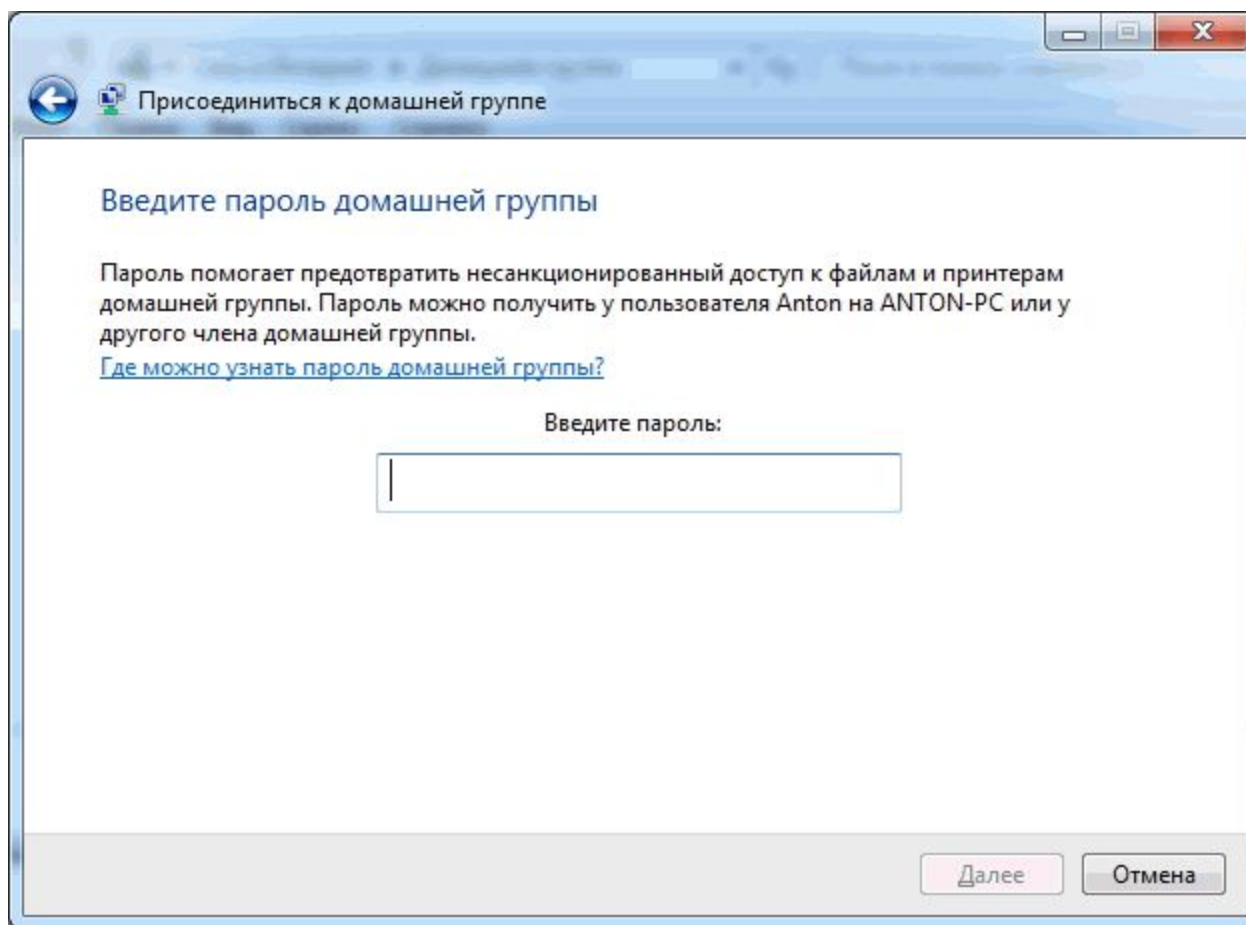 Присоединиться к домашней группе
Введите пароль домашней группы
Пароль помогает предотвратить несанкционированный доступ к файлам и принтерам
домашней группы. Пароль можно получить у пользователя Anton на ANTON-PC или у
другого члена домашней группы.
Где можно узнать пароль домашней группы?
Введите пароль:
Далее
Отмена